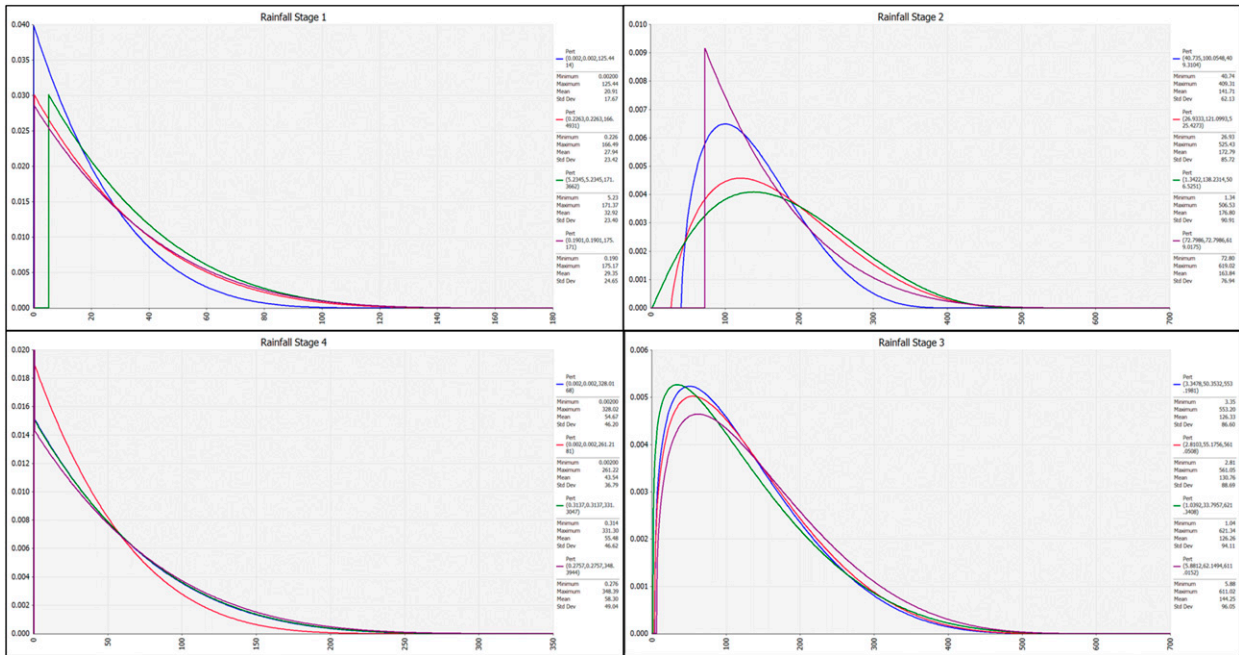 Rainfall Stage 1
0.040
0.035
0.030
0.025
0.020
0.015
0.010
0.005
0.000
0
20
40
60
80
100
120
140
160
180
Pert
(0.002,0.002,125.44
14)
Minimum 0.00200
Maximum 125.44
Mean 20.91
Std Dev 17.67
Pert
(0.2263,0.2263,166.
4931)
Minimum 0.226
Maximum 166.49
Mean 27.94
Std Dev 23.42
Pert
(5.2345,5.2345,171.
3662)
Minimum 5.23
Maximum 171.37
Mean 32.92
Std Dev 23.40
Pert
(0.1901,0.1901,175.
171)
Minimum 0.190
Maximum 175.17
Mean 29.35
Std Dev 24.65
Rainfall Stage 2
0.010
0.009
0.008
0.007
0.006
0.005
0.004
0.003
0.002
0.001
0.000
0
100
200
300
400
500
600
700
Pert
(40.735,100.0548,40
9.3104)
Minimum 40.74
Maximum 409.31
Mean 141.71
Std Dev 62.13
Pert
(26.9333,121.0993,5
25.4273)
Minimum 26.93
Maximum 525.43
Mean 172.79
Std Dev 85.72
Pert
(1.3422,138.2314,50
6.5251)
Minimum 1.34
Maximum 506.53
Mean 176.80
Std Dev 90.91
Pert
(72.7986,72.7986,61
9.0175)
Minimum 72.80
Maximum 619.02
Mean 163.84
Std Dev 76.94
Rainfall Stage 4
0.020
0.018
0.016
0.014
0.012
0.010
0.008
0.006
0.004
0.002
0.000
0
50
100
150
200
250
300
350
Pert
(0.002,0.002,328.01
68)
Minimum 0.00200
Maximum 328.02
Mean 54.67
Std Dev 46.20
Pert
(0.002,0.002,261.21
81)
Minimum 0.00200
Maximum 261.22
Mean 43.54
Std Dev 36.79
Pert
(0.3137,0.3137,331.
3047)
Minimum 0.314
Maximum 331.30
Mean 55.48
Std Dev 46.62
Pert
(0.2757,0.2757,348.
3944)
Minimum 0.276
Maximum 348.39
Mean 58.30
Std Dev 49.04
Rainfall Stage 3
0.006
0.005
0.004
0.003
0.002
0.001
0.000
0
100
200
300
400
500
600
700
Pert
(3.3478,50.3532,553
.1981)
Minimum 3.35
Maximum 553.20
Mean 126.33
Std Dev 86.60
Pert
(2.8103,55.1756,561
.0508)
Minimum 2.81
Maximum 561.05
Mean 130.76
Std Dev 88.69
Pert
(1.0392,33.7957,621
.3408)
Minimum 1.04
Maximum 621.34
Mean 126.26
Std Dev 94.11
Pert
(5.8812,62.1494,611
.0152)
Minimum 5.88
Maximum 611.02
Mean 144.25
Std Dev 96.05